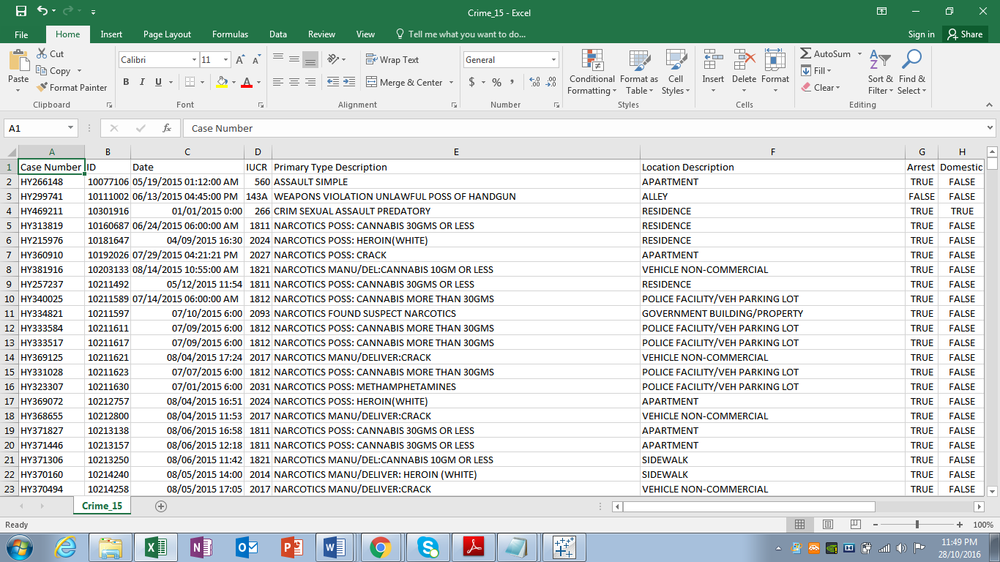 Crime_15 - Excel
File Home Insert Page Layout Formulas Data Review View Tell me what you want to do... Sign in Share
Paste Cut Copy Format Painter Clipboard
Calibri 11 A A B I U A Font
Wrap Text Merge & Center Alignment
General $ % , .0 .00 .00 .0 Number
Conditional Formatting Format as Table Cell Styles Styles
Insert Delete Format Cells
AutoSum Fill Clear Sort & Filter Find & Select Editing
A1 fx Case Number
A B C D E F G H
1 Case Number ID Date IUCR Primary Type Description Location Description Arrest Domestic
2 HY266148 10077106 05/19/2015 01:12:00 AM 560 ASSAULT SIMPLE APARTMENT TRUE FALSE
3 HY299741 10111002 06/13/2015 04:45:00 PM 143A WEAPONS VIOLATION UNLAWFUL POSS OF HANDGUN ALLEY FALSE FALSE
4 HY469211 10301916 01/01/2015 0:00 266 CRIM SEXUAL ASSAULT PREDATORY RESIDENCE TRUE TRUE
5 HY313819 10160687 06/24/2015 06:00:00 AM 1811 NARCOTICS POSS: CANNABIS 30GMS OR LESS RESIDENCE TRUE FALSE
6 HY215976 10181647 04/09/2015 16:30 2024 NARCOTICS POSS: HEROIN(WHITE) RESIDENCE TRUE FALSE
7 HY360910 10192026 07/29/2015 04:21:21 PM 2027 NARCOTICS POSS: CRACK APARTMENT TRUE FALSE
8 HY381916 10203133 08/14/2015 10:55:00 AM 1821 NARCOTICS MANU/DEL:CANNABIS 10GM OR LESS VEHICLE NON-COMMERCIAL TRUE FALSE
9 HY257237 10211492 05/12/2015 11:54 1811 NARCOTICS POSS: CANNABIS 30GMS OR LESS RESIDENCE TRUE FALSE
10 HY340025 10211589 07/14/2015 06:00:00 AM 1812 NARCOTICS POSS: CANNABIS MORE THAN 30GMS POLICE FACILITY/VEH PARKING LOT TRUE FALSE
11 HY334821 10211597 07/10/2015 6:00 2093 NARCOTICS FOUND SUSPECT NARCOTICS GOVERNMENT BUILDING/PROPERTY TRUE FALSE
12 HY333584 10211611 07/09/2015 6:00 1812 NARCOTICS POSS: CANNABIS MORE THAN 30GMS POLICE FACILITY/VEH PARKING LOT TRUE FALSE
13 HY333517 10211617 07/09/2015 6:00 1812 NARCOTICS POSS: CANNABIS MORE THAN 30GMS POLICE FACILITY/VEH PARKING LOT TRUE FALSE
14 HY369125 10211621 08/04/2015 17:24 2017 NARCOTICS MANU/DELIVER:CRACK VEHICLE NON-COMMERCIAL TRUE FALSE
15 HY331028 10211623 07/07/2015 6:00 1812 NARCOTICS POSS: CANNABIS MORE THAN 30GMS POLICE FACILITY/VEH PARKING LOT TRUE FALSE
16 HY323307 10211630 07/01/2015 6:00 2031 NARCOTICS POSS: METHAMPHETAMINES POLICE FACILITY/VEH PARKING LOT TRUE FALSE
17 HY369072 10212757 08/04/2015 16:51 2024 NARCOTICS POSS: HEROIN(WHITE) APARTMENT TRUE FALSE
18 HY368655 10212800 08/04/2015 11:53 2017 NARCOTICS MANU/DELIVER:CRACK VEHICLE NON-COMMERCIAL TRUE FALSE
19 HY371827 10213138 08/06/2015 16:58 1811 NARCOTICS POSS: CANNABIS 30GMS OR LESS APARTMENT TRUE FALSE
20 HY371446 10213157 08/06/2015 12:18 1811 NARCOTICS POSS: CANNABIS 30GMS OR LESS APARTMENT TRUE FALSE
21 HY371306 10213250 08/06/2015 11:42 1821 NARCOTICS MANU/DEL:CANNABIS 10GM OR LESS SIDEWALK TRUE FALSE
22 HY370160 10214240 08/05/2015 14:00 2014 NARCOTICS MANU/DELIVER: HEROIN (WHITE) SIDEWALK TRUE FALSE
23 HY370494 10214258 08/05/2015 17:05 2017 NARCOTICS MANU/DELIVER:CRACK VEHICLE NON-COMMERCIAL TRUE FALSE
Crime_15
Ready 100%
11:49 PM
28/10/2016